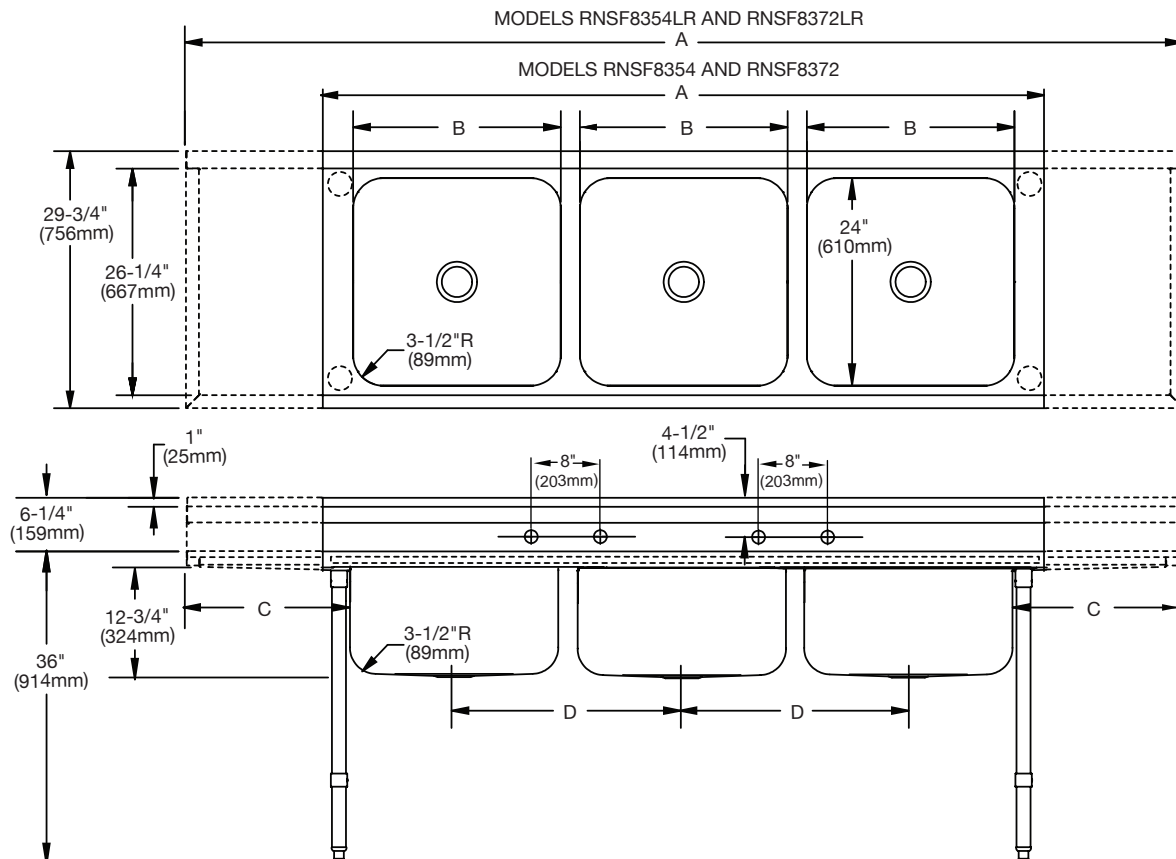 MODELS RNSF8354LR AND RNSF8372LR
A
MODELS RNSF8354 AND RNSF8372
A
B
B
B
29-3/4"
(756mm)
26-1/4"
(667mm)
24"
(610mm)
3-1/2"R
(89mm)
1"
(25mm)
4-1/2"
(114mm)
8"
(203mm)
8"
(203mm)
6-1/4"
(159mm)
C
C
12-3/4"
(324mm)
3-1/2"R
(89mm)
36"
(914mm)
D
D